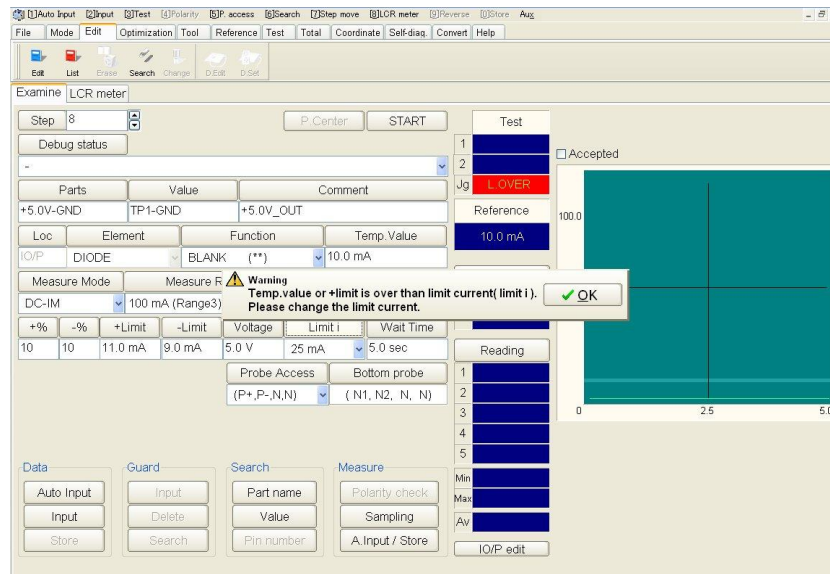 [1]Auto Input [2]Input [3]Test [4]Polarity [5]P. access [6]Search [7]Step move [8]LCR meter [9]Reverse [0]Store Aux
File Mode Edit Optimization Tool Reference Test Total Coordinate Self-diag. Convert Help
Edit List Erase Search Change D.Edit D.Set
Examine LCR meter
Step 8 P Center START Test
Debug status 1
Accepted
- 2
Parts Value Comment Jg L.OVER
+5.0V-GND TP1-GND +5.0V_OUT Reference 100.0
Loc Element Function Temp.Value 10.0 mA
IO/P DIODE BLANK (**) 10.0 mA
Measure Mode Measure R
Warning
Temp.value or +limit is over than limit current( limit i ).
Please change the limit current.
OK
DC-IM 100 mA (Range3)
+% -% +Limit -Limit Voltage Limit i Wait Time
10 10 11.0 mA 9.0 mA 5.0 V 25 mA 5.0 sec Reading
Probe Access Bottom probe 1
(P+,P-,N,N) ( N1, N2, N, N) 2
3 0 2.5 5.0
4
5
Data Guard Search Measure Min
Auto Input Input Part name Polarity check Max
Input Delete Value Sampling Av
Store Search Pin number A.Input / Store IO/P edit